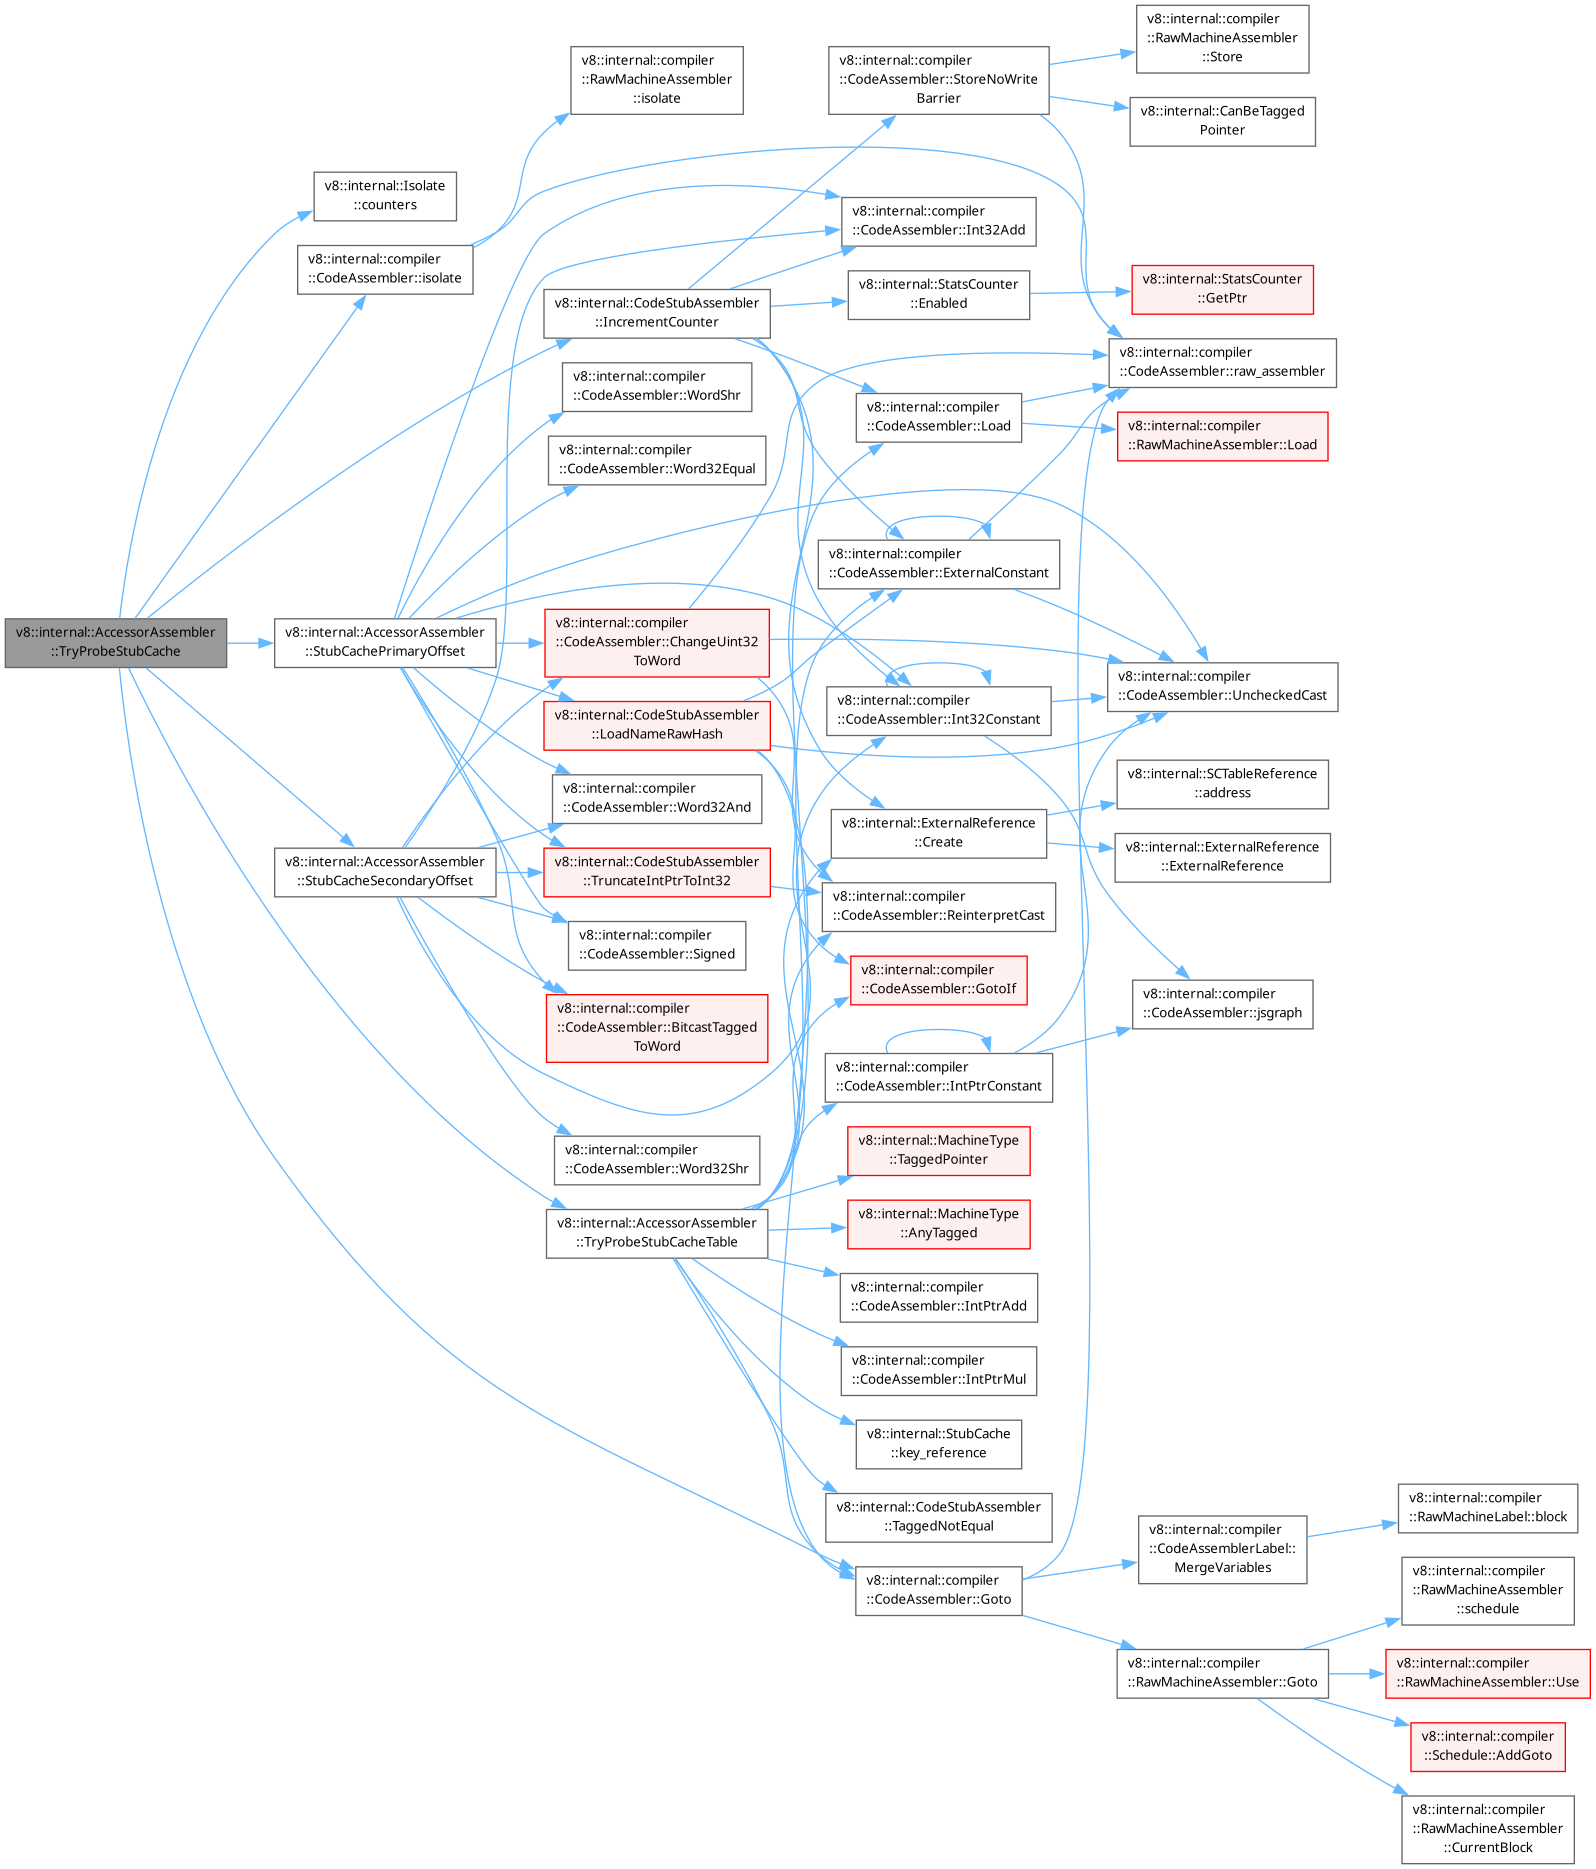 v8::internal::AccessorAssembler
::TryProbeStubCache
v8::internal::Isolate
::counters
v8::internal::compiler
::CodeAssembler::isolate
v8::internal::AccessorAssembler
::StubCachePrimaryOffset
v8::internal::AccessorAssembler
::StubCacheSecondaryOffset
v8::internal::compiler
::RawMachineAssembler
::isolate
v8::internal::CodeStubAssembler
::IncrementCounter
v8::internal::compiler
::CodeAssembler::WordShr
v8::internal::compiler
::CodeAssembler::Word32Equal
v8::internal::compiler
::CodeAssembler::ChangeUint32
ToWord
v8::internal::CodeStubAssembler
::LoadNameRawHash
v8::internal::compiler
::CodeAssembler::Word32And
v8::internal::CodeStubAssembler
::TruncateIntPtrToInt32
v8::internal::compiler
::CodeAssembler::Signed
v8::internal::compiler
::CodeAssembler::BitcastTagged
ToWord
v8::internal::compiler
::CodeAssembler::Word32Shr
v8::internal::AccessorAssembler
::TryProbeStubCacheTable
v8::internal::compiler
::CodeAssembler::StoreNoWrite
Barrier
v8::internal::compiler
::CodeAssembler::Int32Add
v8::internal::StatsCounter
::Enabled
v8::internal::compiler
::CodeAssembler::Load
v8::internal::compiler
::CodeAssembler::ExternalConstant
v8::internal::compiler
::CodeAssembler::Int32Constant
v8::internal::ExternalReference
::Create
v8::internal::compiler
::CodeAssembler::ReinterpretCast
v8::internal::compiler
::CodeAssembler::GotoIf
v8::internal::compiler
::CodeAssembler::IntPtrConstant
v8::internal::MachineType
::TaggedPointer
v8::internal::MachineType
::AnyTagged
v8::internal::compiler
::CodeAssembler::IntPtrAdd
v8::internal::compiler
::CodeAssembler::IntPtrMul
v8::internal::StubCache
::key_reference
v8::internal::CodeStubAssembler
::TaggedNotEqual
v8::internal::compiler
::CodeAssembler::Goto
v8::internal::compiler
::RawMachineAssembler
::Store
v8::internal::CanBeTagged
Pointer
v8::internal::StatsCounter
::GetPtr
v8::internal::compiler
::CodeAssembler::raw_assembler
v8::internal::compiler
::RawMachineAssembler::Load
v8::internal::compiler
::CodeAssembler::UncheckedCast
v8::internal::SCTableReference
::address
v8::internal::ExternalReference
::ExternalReference
v8::internal::compiler
::CodeAssembler::jsgraph
v8::internal::compiler
::CodeAssemblerLabel::
MergeVariables
v8::internal::compiler
::RawMachineAssembler::Goto
v8::internal::compiler
::RawMachineLabel::block
v8::internal::compiler
::RawMachineAssembler
::schedule
v8::internal::compiler
::RawMachineAssembler::Use
v8::internal::compiler
::Schedule::AddGoto
v8::internal::compiler
::RawMachineAssembler
::CurrentBlock